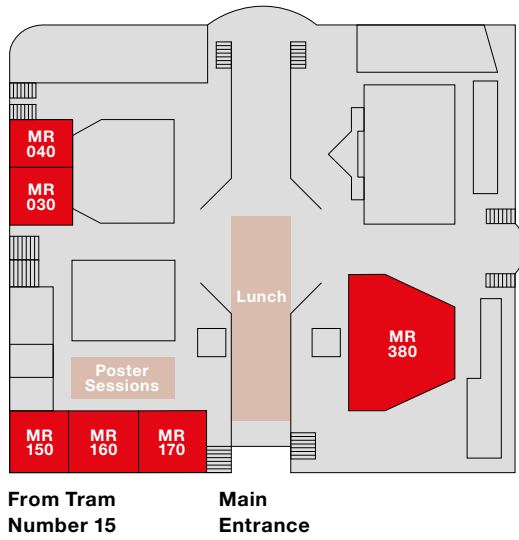 MR
040
MR
030
Lunch
MR
380
Poster
Sessions
MR
150
MR
160
MR
170
From Tram
Number 15
Main
Entrance